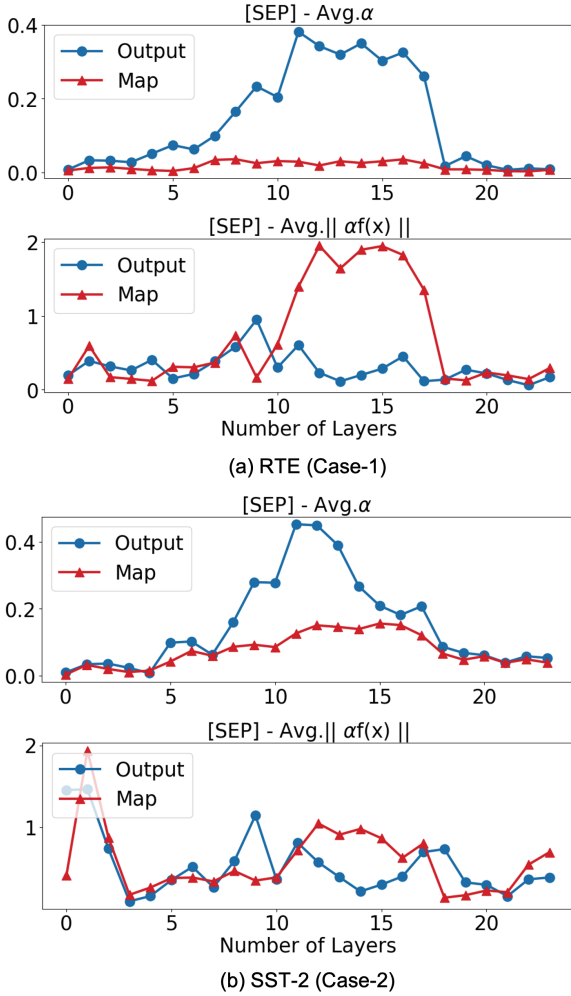 [SEP] - Avg.α
0.4
0.2
0.0
Output
Map
0 5 10 15 20
[SEP] - Avg.|| αf(x) ||
2
1
0
Output
Map
0 5 10 15 20
Number of Layers
(a) RTE (Case-1)
[SEP] - Avg.α
0.4
0.2
0.0
Output
Map
0 5 10 15 20
[SEP] - Avg.|| αf(x) ||
2
1
Output
Map
0 5 10 15 20
Number of Layers
(b) SST-2 (Case-2)